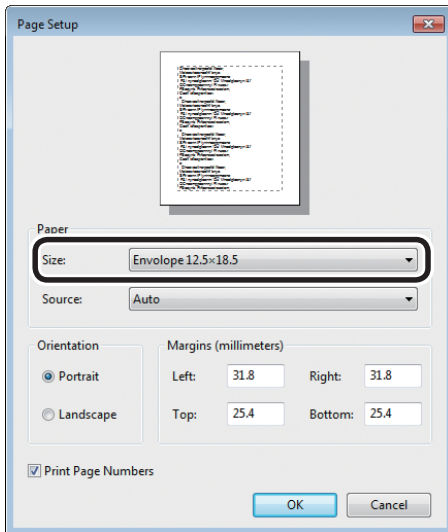 Page Setup
Paper
Size: Envelope 12.5×18.5
Source: Auto
Orientation
Portrait
Landscape
Margins (millimeters)
Left: 31.8 Right: 31.8
Top: 25.4 Bottom: 25.4
Print Page Numbers
OK Cancel